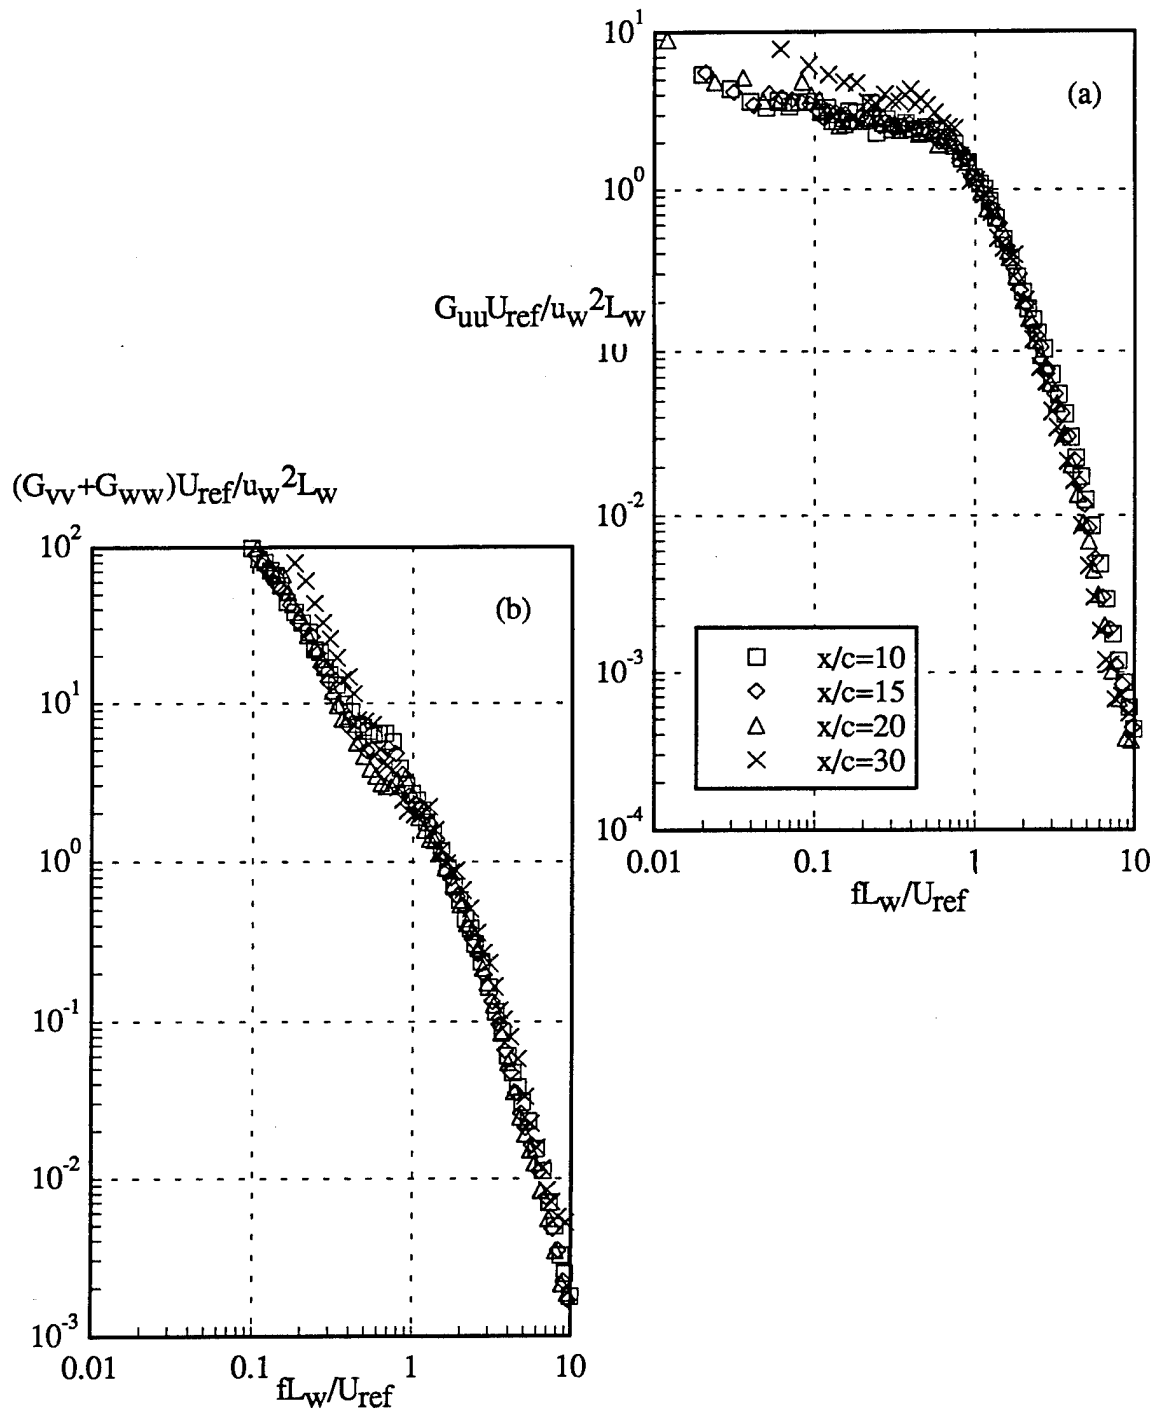 10^1
(a)
10^0
G_uuU_ref/u_w^2L_w
10
10^-2
10^-3
x/c=10
x/c=15
x/c=20
x/c=30
10^-4
0.01 0.1 1 10
fL_w/U_ref
(G_vv+G_ww)U_ref/u_w^2L_w
10^2
(b)
10^1
10^0
10^-1
10^-2
10^-3
0.01 0.1 1 10
fL_w/U_ref